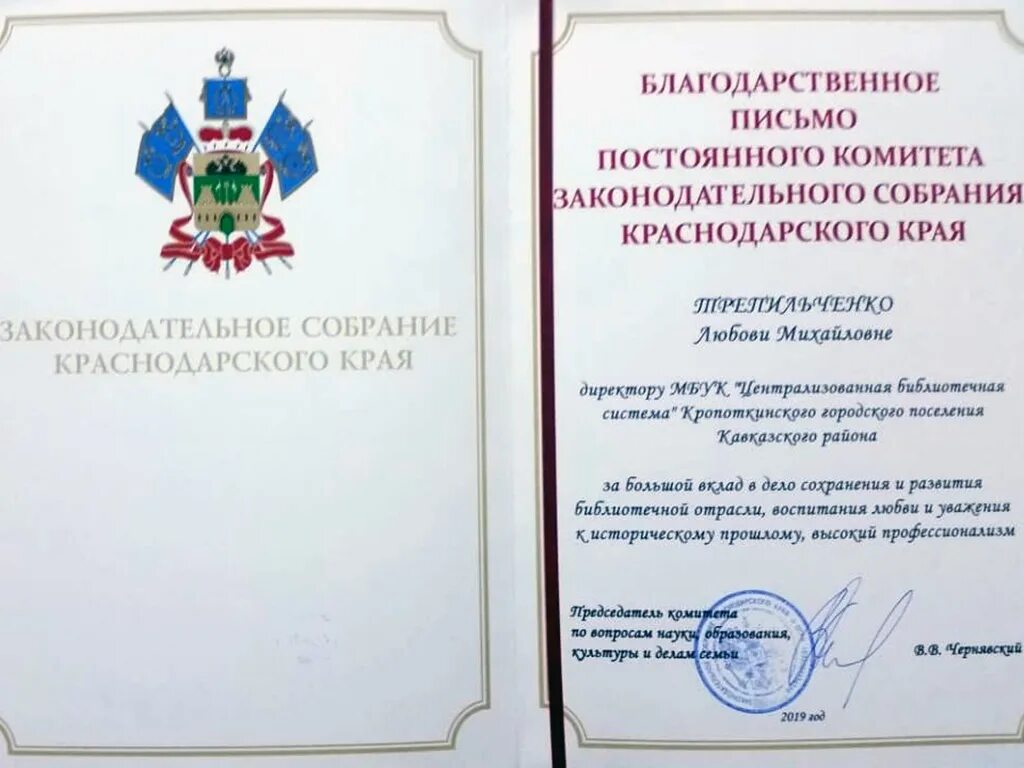 ЗАКОНОДАТЕЛЬНОЕ СОБРАНИЕ
КРАСНОДАРСКОГО КРАЯ
БЛАГОДАРСТВЕННОЕ
ПИСЬМО
ПОСТОЯННОГО КОМИТЕТА
ЗАКОНОДАТЕЛЬНОГО СОБРАНИЯ
КРАСНОДАРСКОГО КРАЯ
ТРЕПИЛЬЧЕНКО
Любови Михайловне
директору МБУК "Централизованная библиотечная
система" Кропоткинского городского поселения
Кавказского района
за большой вклад в дело сохранения и развития
библиотечной отрасли, воспитания любви и уважения
к историческому прошлому, высокий профессионализм
Председатель комитета
по вопросам науки, образования,
культуры и делам семьи
В.В. Чернявский
2019 год